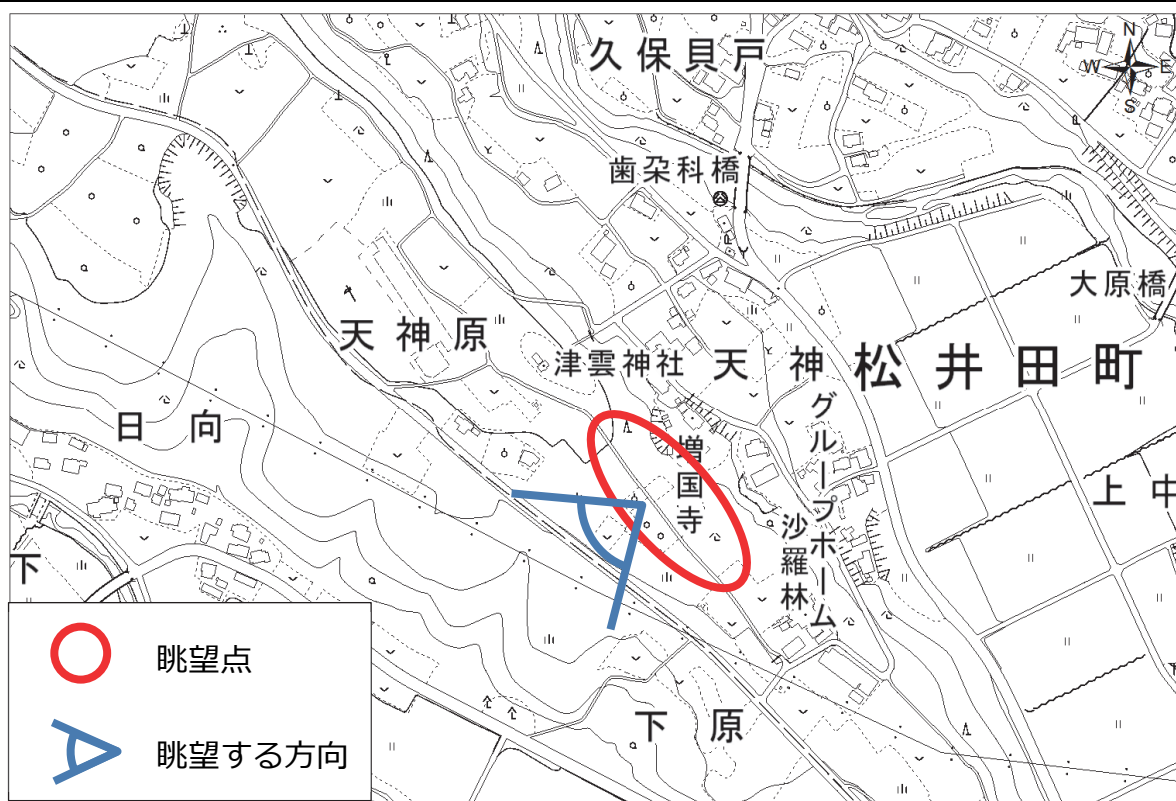 久保貝戸
N
W E
S
歯朶科橋
大原橋
天神原
津雲神社
天神
松井田町
日向
増国寺
グループホーム
沙羅林
上中
下
下原
眺望点
眺望する方向